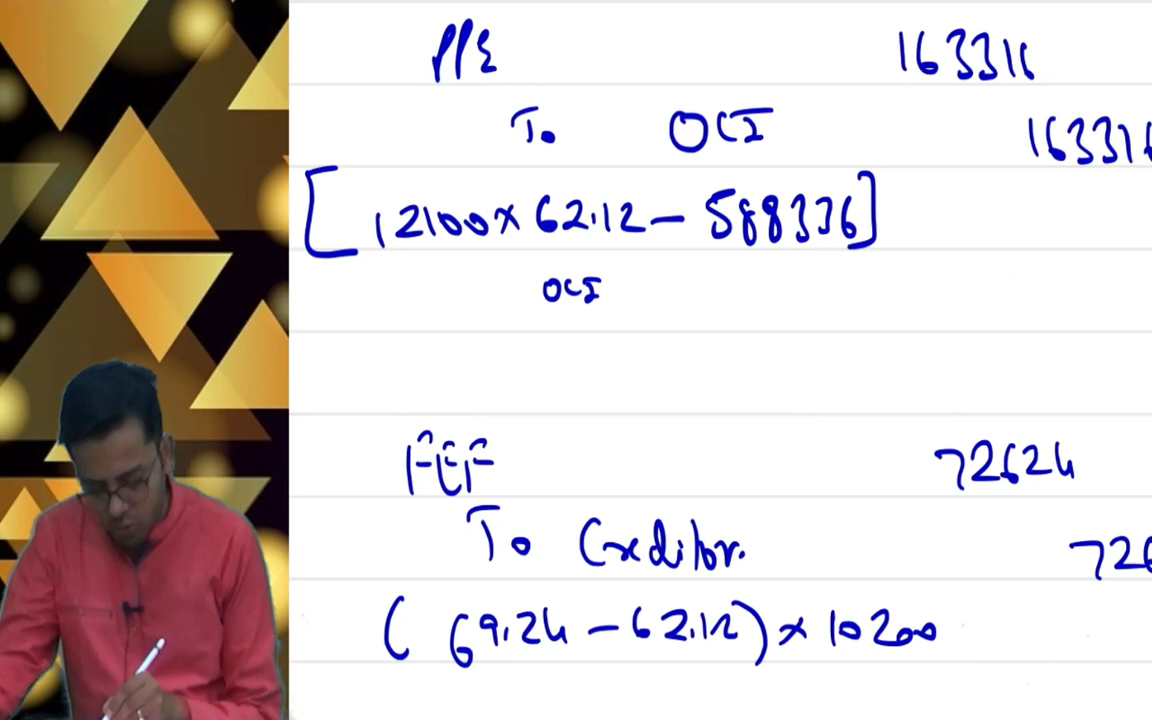 PPE 163316
To OCI 163316
[12100 x 62.12 - 588336]
OCI
FEF 72624
To Creditor. 726
(69.24 - 62.12) x 10200